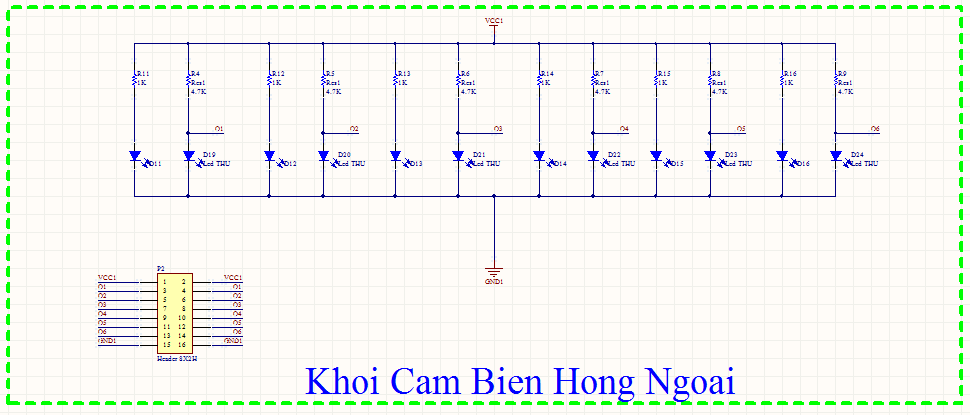 VCC1
R11 R4 R12 R5 R13 R6 R14 R7 R15 R8 R16 R9
1K Res1 1K Res1 1K Res1 1K Res1 1K Res1 1K Res1
4.7K 4.7K 4.7K 4.7K 4.7K 4.7K
O1 O2 O3 O4 O5 O6
D19 D20 D21 D22 D23 D24
D11 Led THU D12 Led THU D13 Led THU D14 Led THU D15 Led THU D16 Led THU
GND1
P2
VCC1 1 2 VCC1
O1 3 4 O1
O2 5 6 O2
O3 7 8 O3
O4 9 10 O4
O5 11 12 O5
O6 13 14 O6
GND1 15 16 GND1
Header 8X2H
Khoi Cam Bien Hong Ngoai